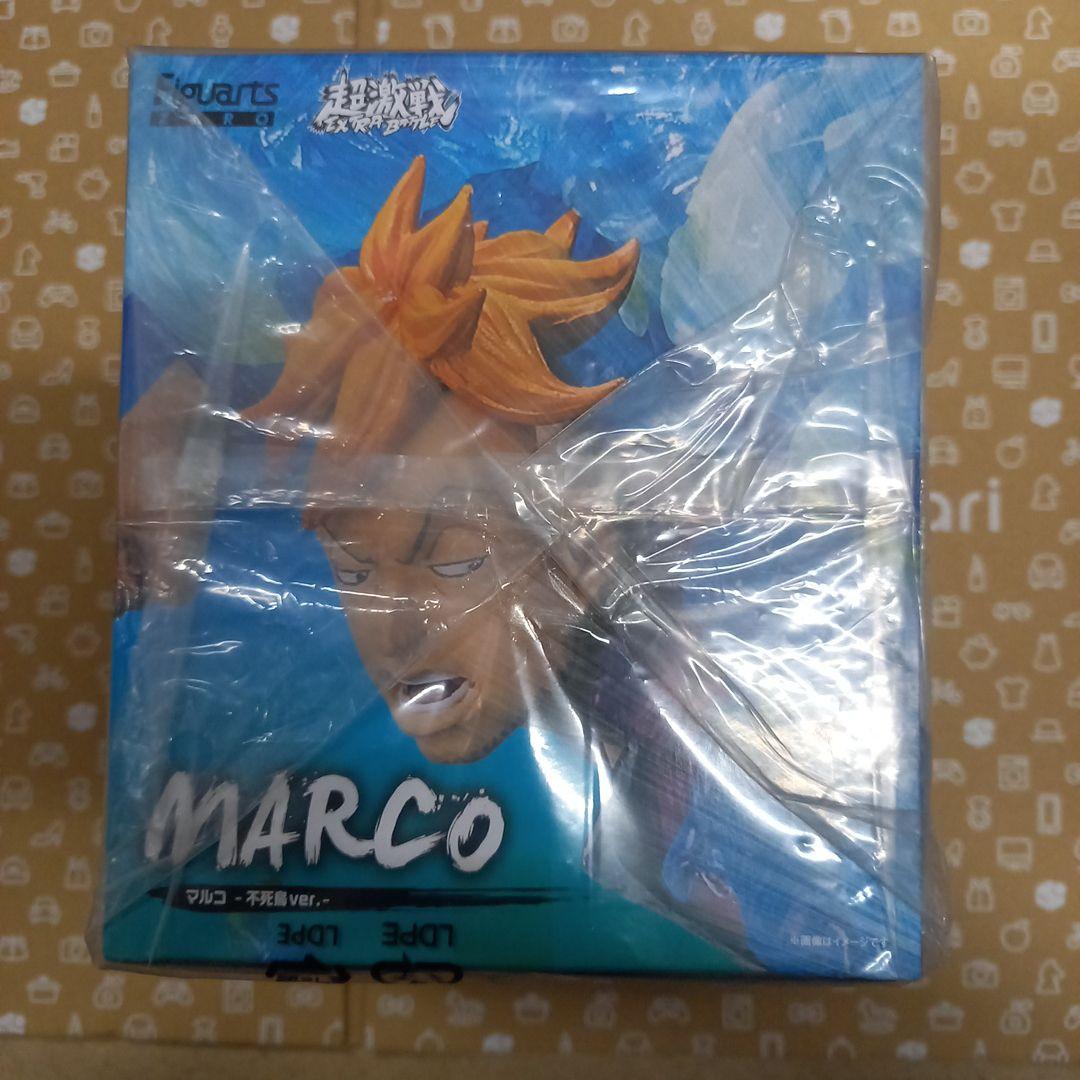 Figuarts
ZERO
超激戦
EXTRA BATTLE
ari
MARCO
マルコ -不死鳥ver.-
LDPE LDPE
※画像はイメージです